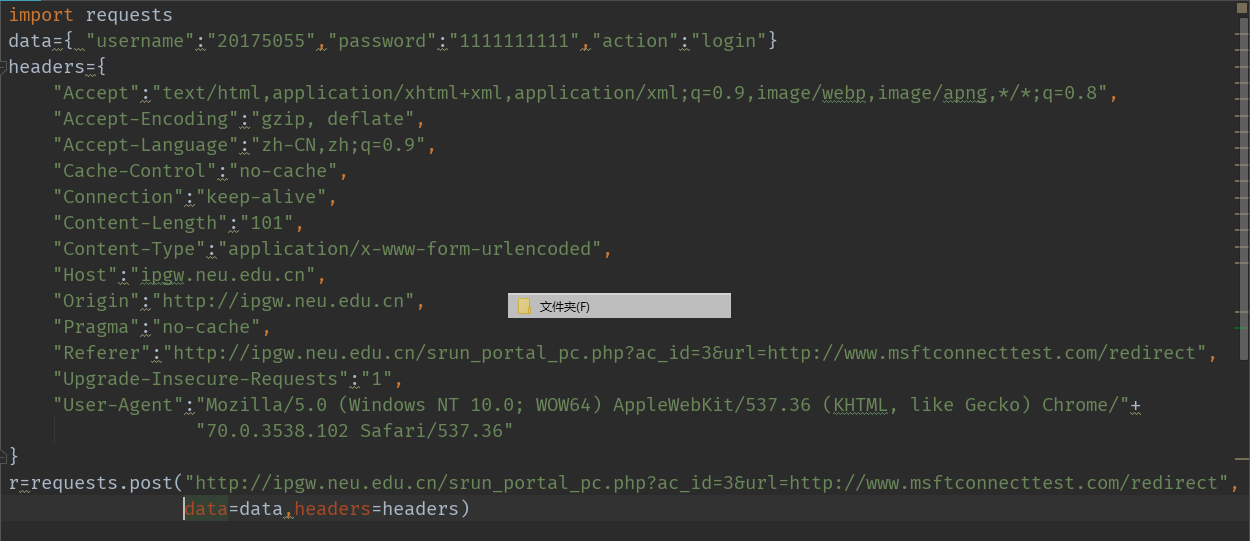 import requests
data={ "username":"20175055","password":"1111111111","action":"login"}
headers={
    "Accept":"text/html,application/xhtml+xml,application/xml;q=0.9,image/webp,image/apng,*/*;q=0.8",
    "Accept-Encoding":"gzip, deflate",
    "Accept-Language":"zh-CN,zh;q=0.9",
    "Cache-Control":"no-cache",
    "Connection":"keep-alive",
    "Content-Length":"101",
    "Content-Type":"application/x-www-form-urlencoded",
    "Host":"ipgw.neu.edu.cn",
    "Origin":"http://ipgw.neu.edu.cn",
文件夹(F)
    "Pragma":"no-cache",
    "Referer":"http://ipgw.neu.edu.cn/srun_portal_pc.php?ac_id=3&url=http://www.msftconnecttest.com/redirect",
    "Upgrade-Insecure-Requests":"1",
    "User-Agent":"Mozilla/5.0 (Windows NT 10.0; WOW64) AppleWebKit/537.36 (KHTML, like Gecko) Chrome/"+
                 "70.0.3538.102 Safari/537.36"
}
r=requests.post("http://ipgw.neu.edu.cn/srun_portal_pc.php?ac_id=3&url=http://www.msftconnecttest.com/redirect",
                data=data,headers=headers)